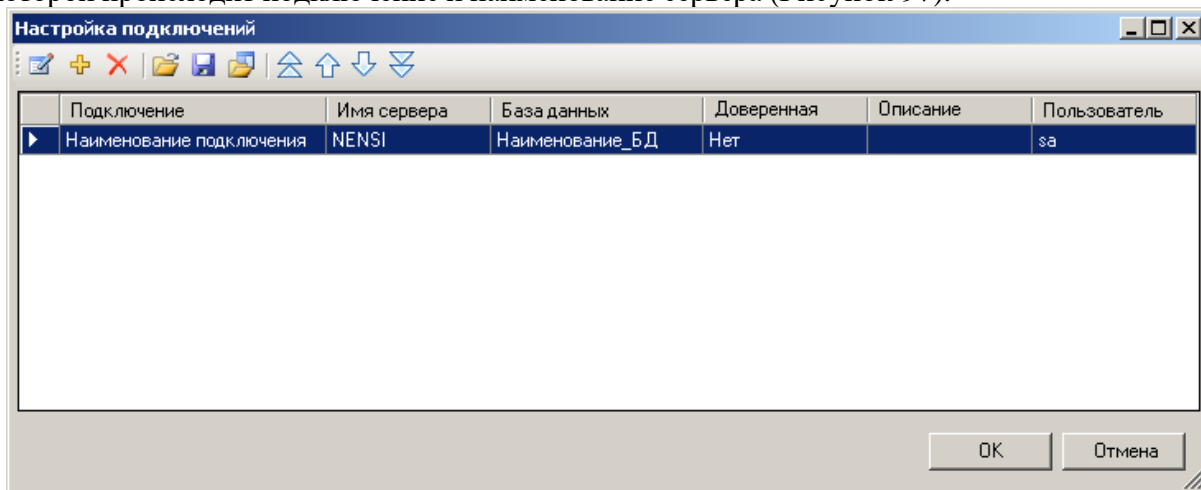 Настройка подключений
Подключение Имя сервера База данных Доверенная Описание Пользователь
Наименование подключения NENSI Наименование_БД Нет sa
OK Отмена